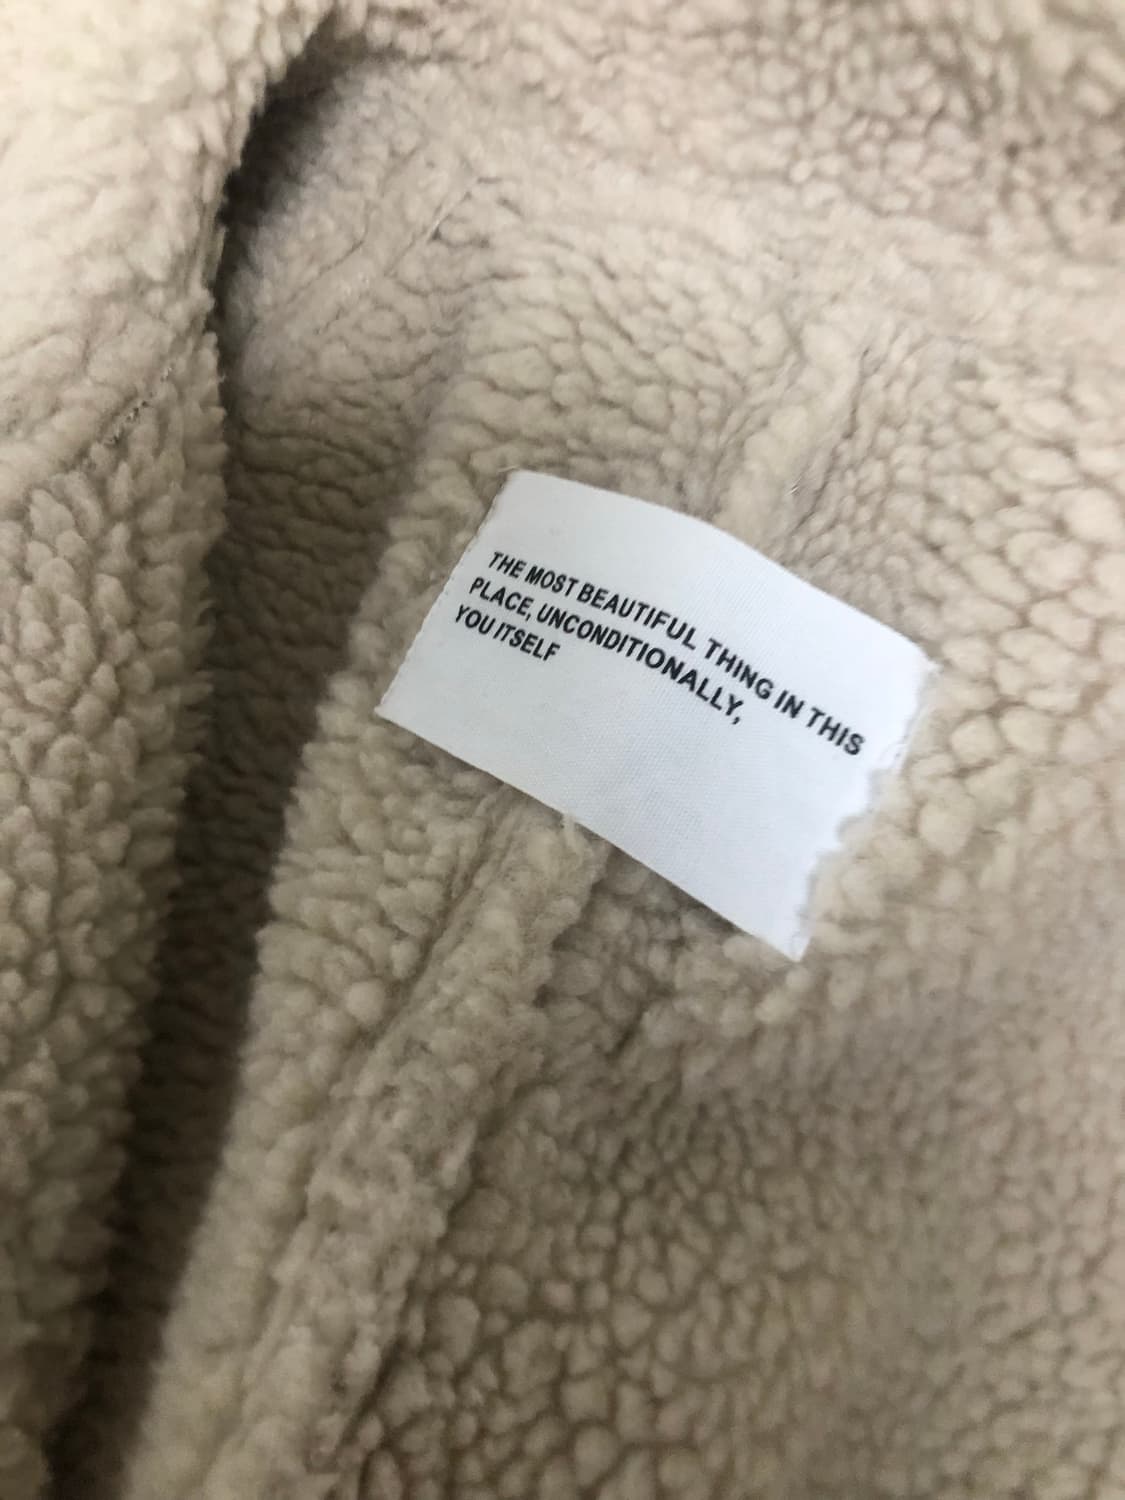 THE MOST BEAUTIFUL THING IN THIS
PLACE, UNCONDITIONALLY,
YOU ITSELF